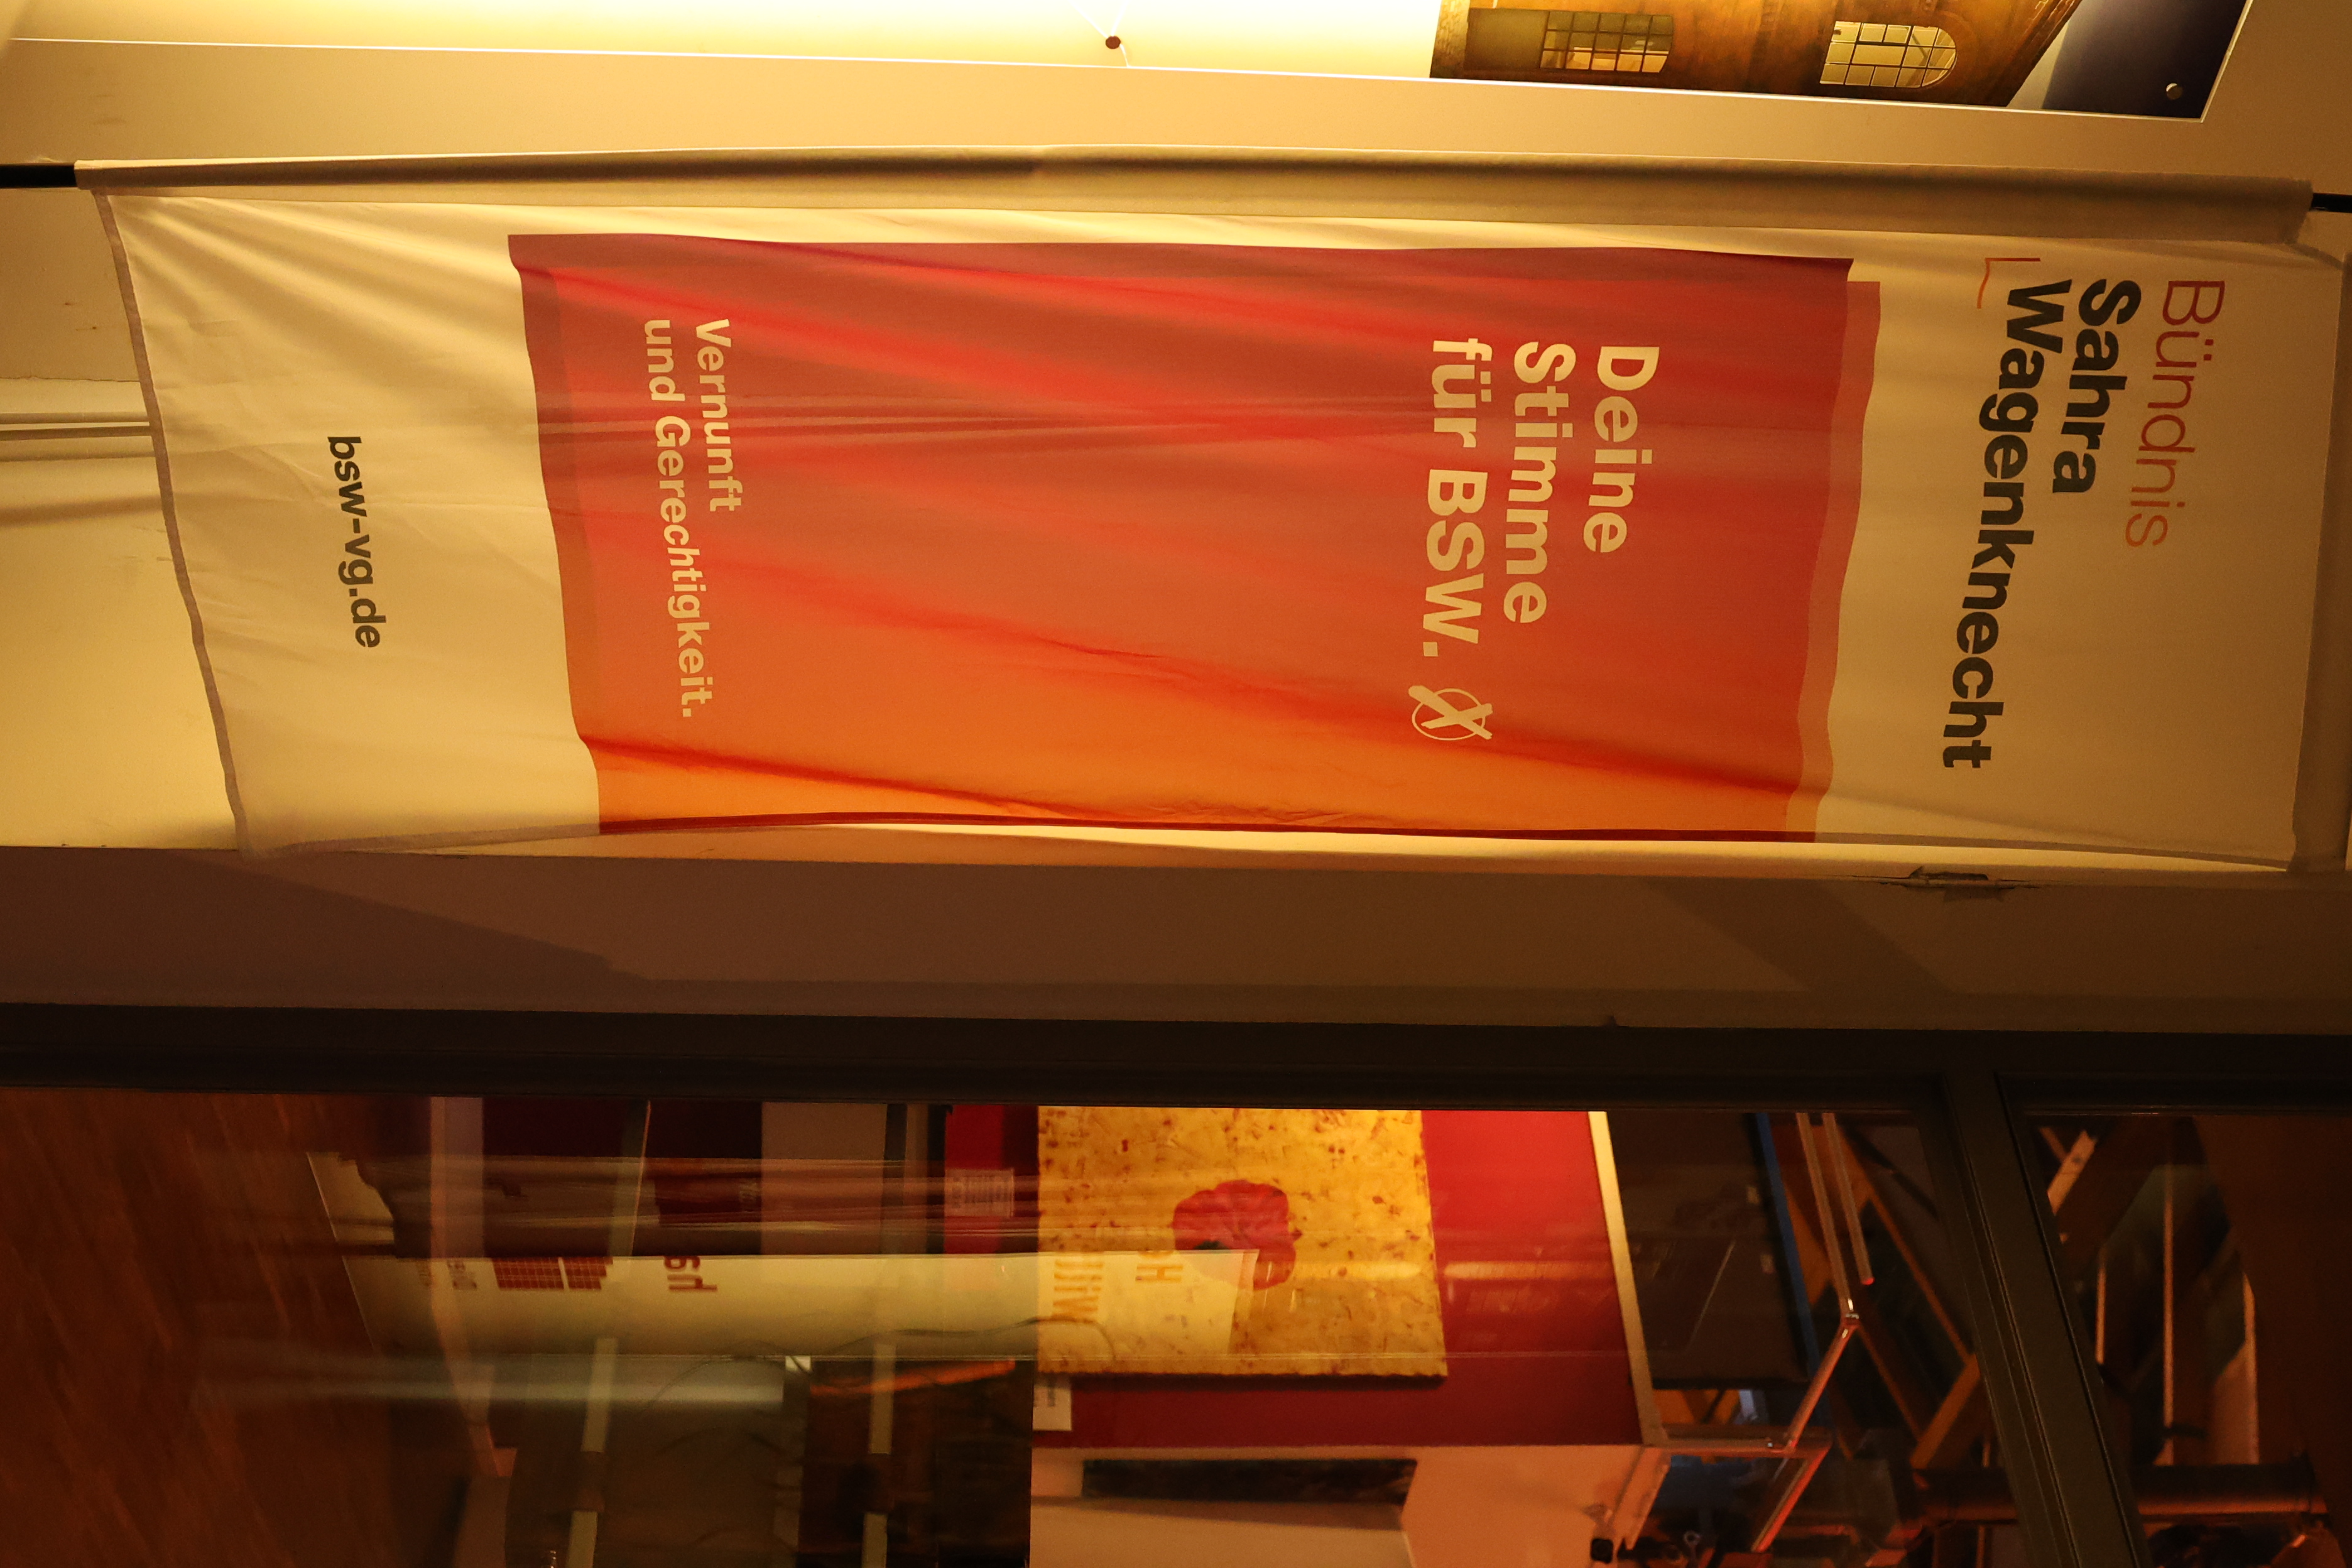 Bündnis
Sahra
Wagenknecht
Deine
Stimme
für BSW.
Vernunft
und Gerechtigkeit.
bsw-vg.de